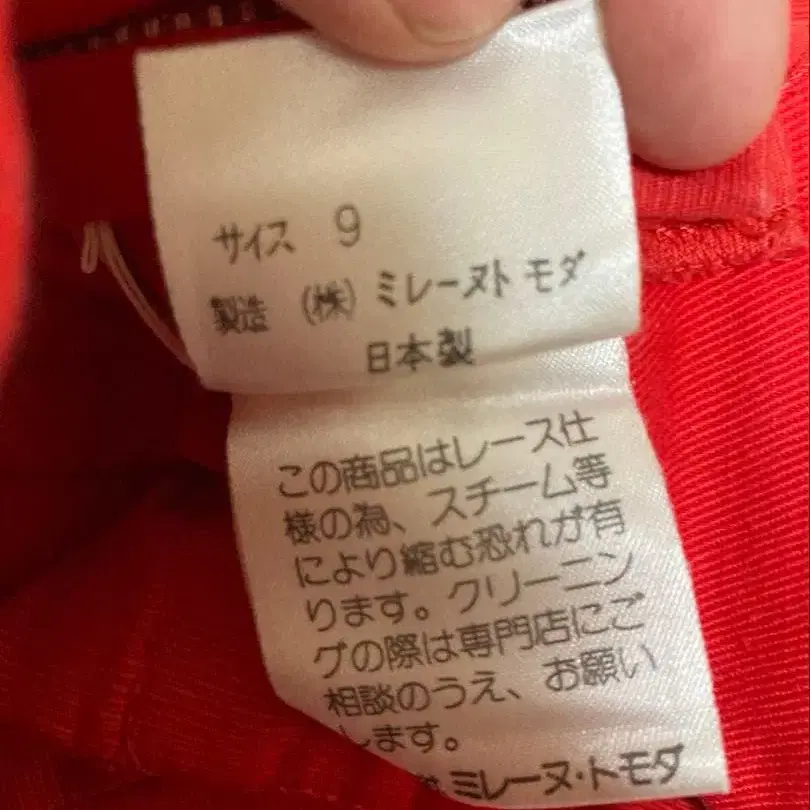 サイズ 9
製造 (株) ミレーヌト モダ
日本製
この商品はレース仕
様の為、スチーム等
により縮む恐れが有
ります。クリーニン
グの際は専門店にご
相談のうえ、お願い
します。
ミレーヌ・トモダ